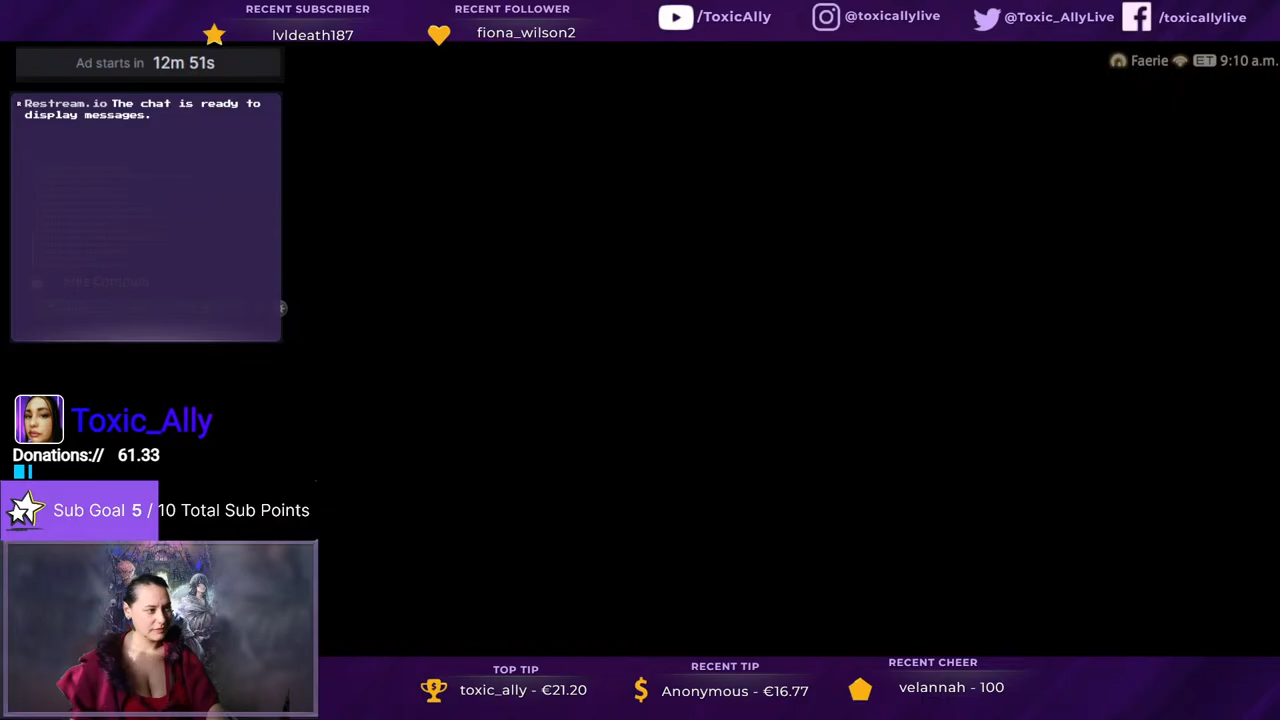 RECENT SUBSCRIBER
lvldeath187
RECENT FOLLOWER
fiona_wilson2
/ToxicAlly
@toxicallylive
@Toxic_AllyLive
/toxicallylive
Ad starts in 12m 51s
Faerie ET 9:10 a.m.
Restream.io The chat is ready to
display messages.
Toxic_Ally
Donations:// 61.33
Sub Goal 5 / 10 Total Sub Points
TOP TIP
toxic_ally - €21.20
RECENT TIP
Anonymous - €16.77
RECENT CHEER
velannah - 100